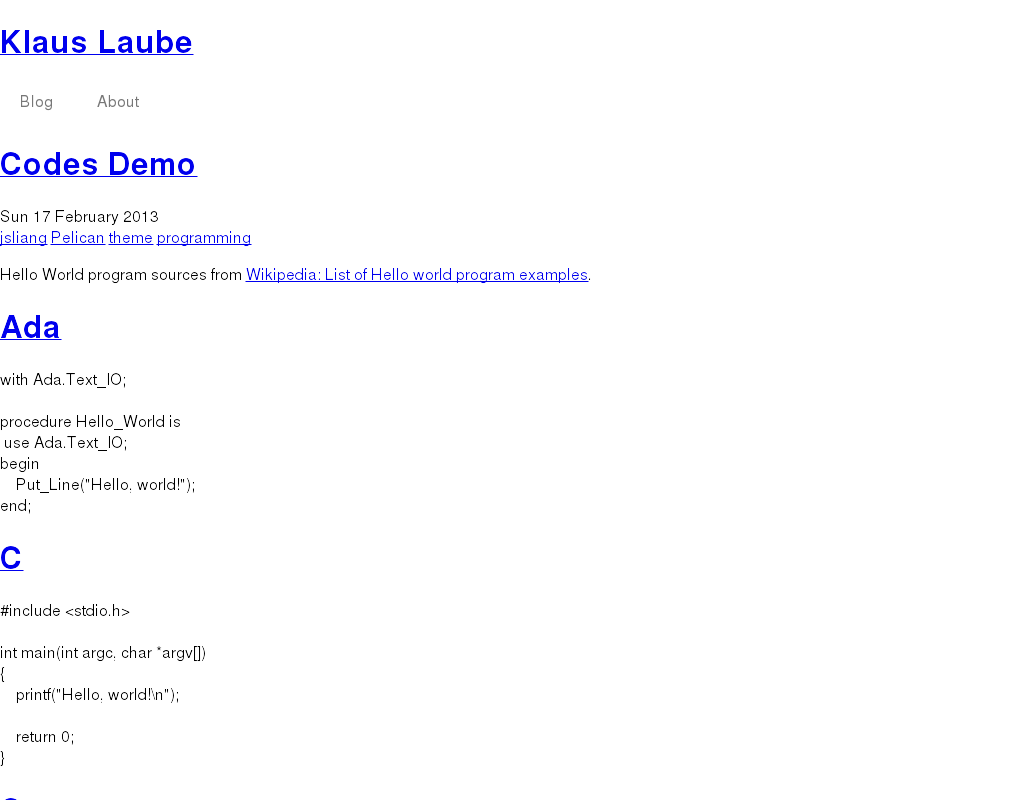 Klaus Laube
Blog About
Codes Demo
Sun 17 February 2013
jsliang Pelican theme programming
Hello World program sources from Wikipedia: List of Hello world program examples.
Ada
with Ada.Text_IO;
procedure Hello_World is
use Ada.Text_IO;
begin
Put_Line("Hello, world!");
end;
C
#include <stdio.h>
int main(int argc, char *argv[])
{
printf("Hello, world!\n");
return 0;
}